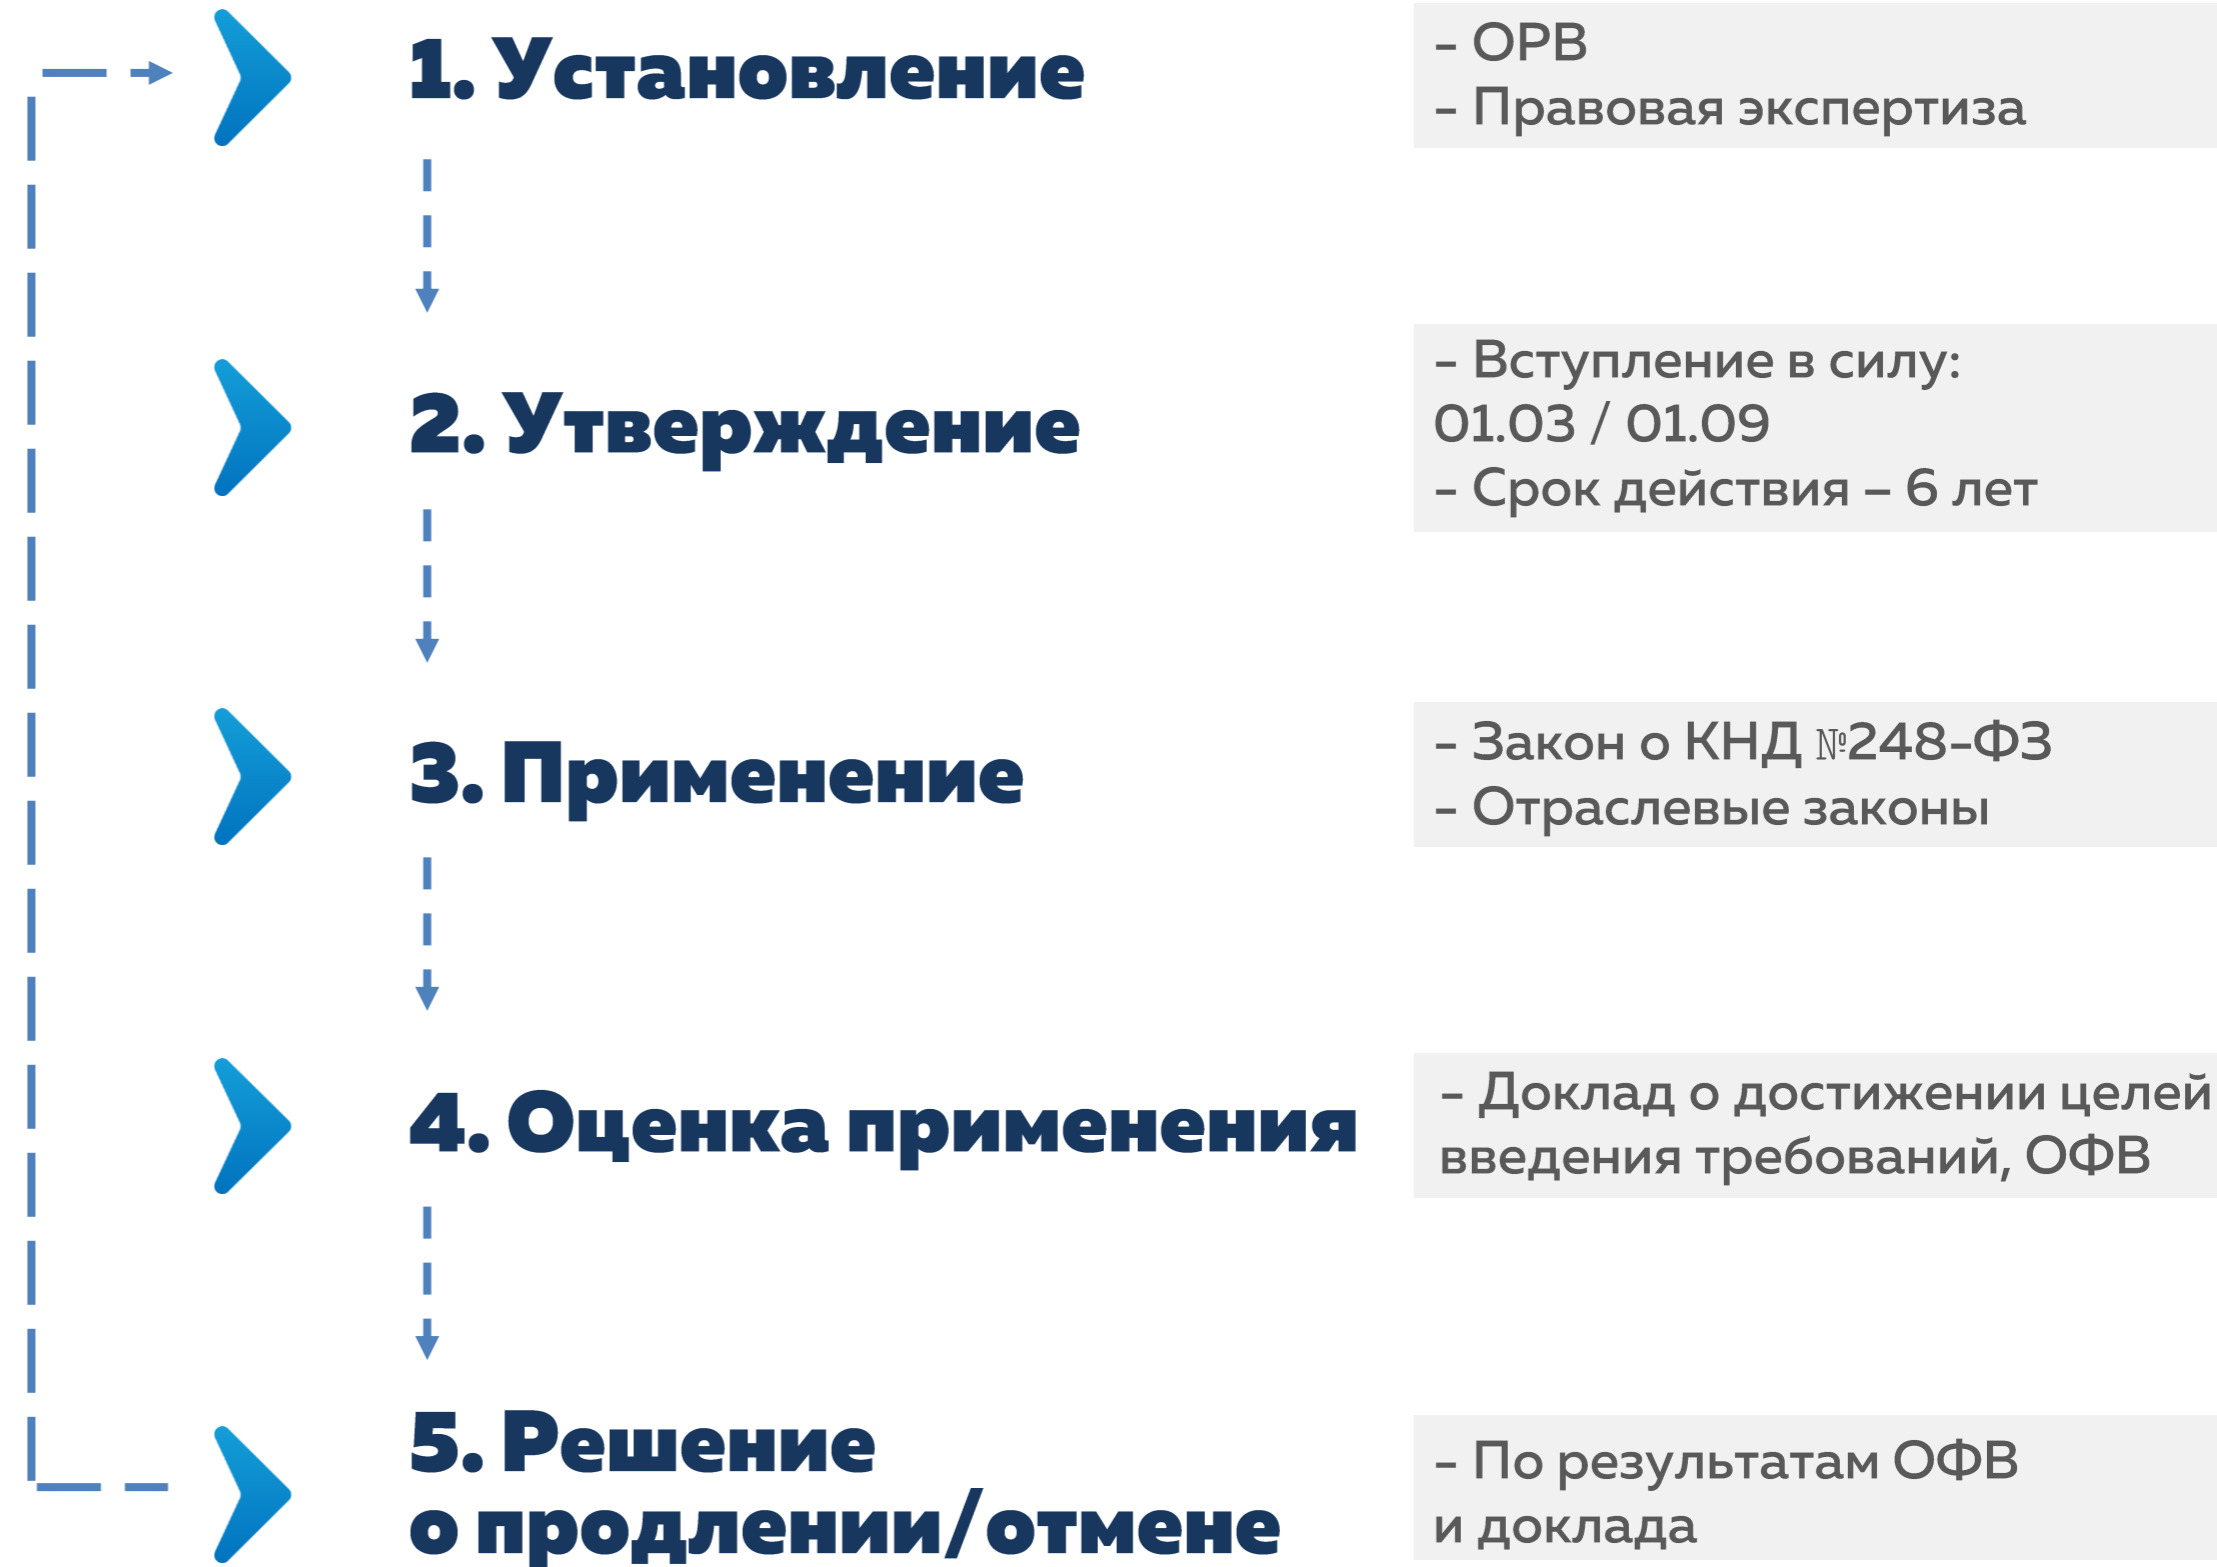 1. Установление
– ОРВ
– Правовая экспертиза
2. Утверждение
– Вступление в силу:
01.03 / 01.09
– Срок действия – 6 лет
3. Применение
– Закон о КНД №248-ФЗ
– Отраслевые законы
4. Оценка применения
– Доклад о достижении целей
введения требований, ОФВ
5. Решение
о продлении/отмене
– По результатам ОФВ
и доклада